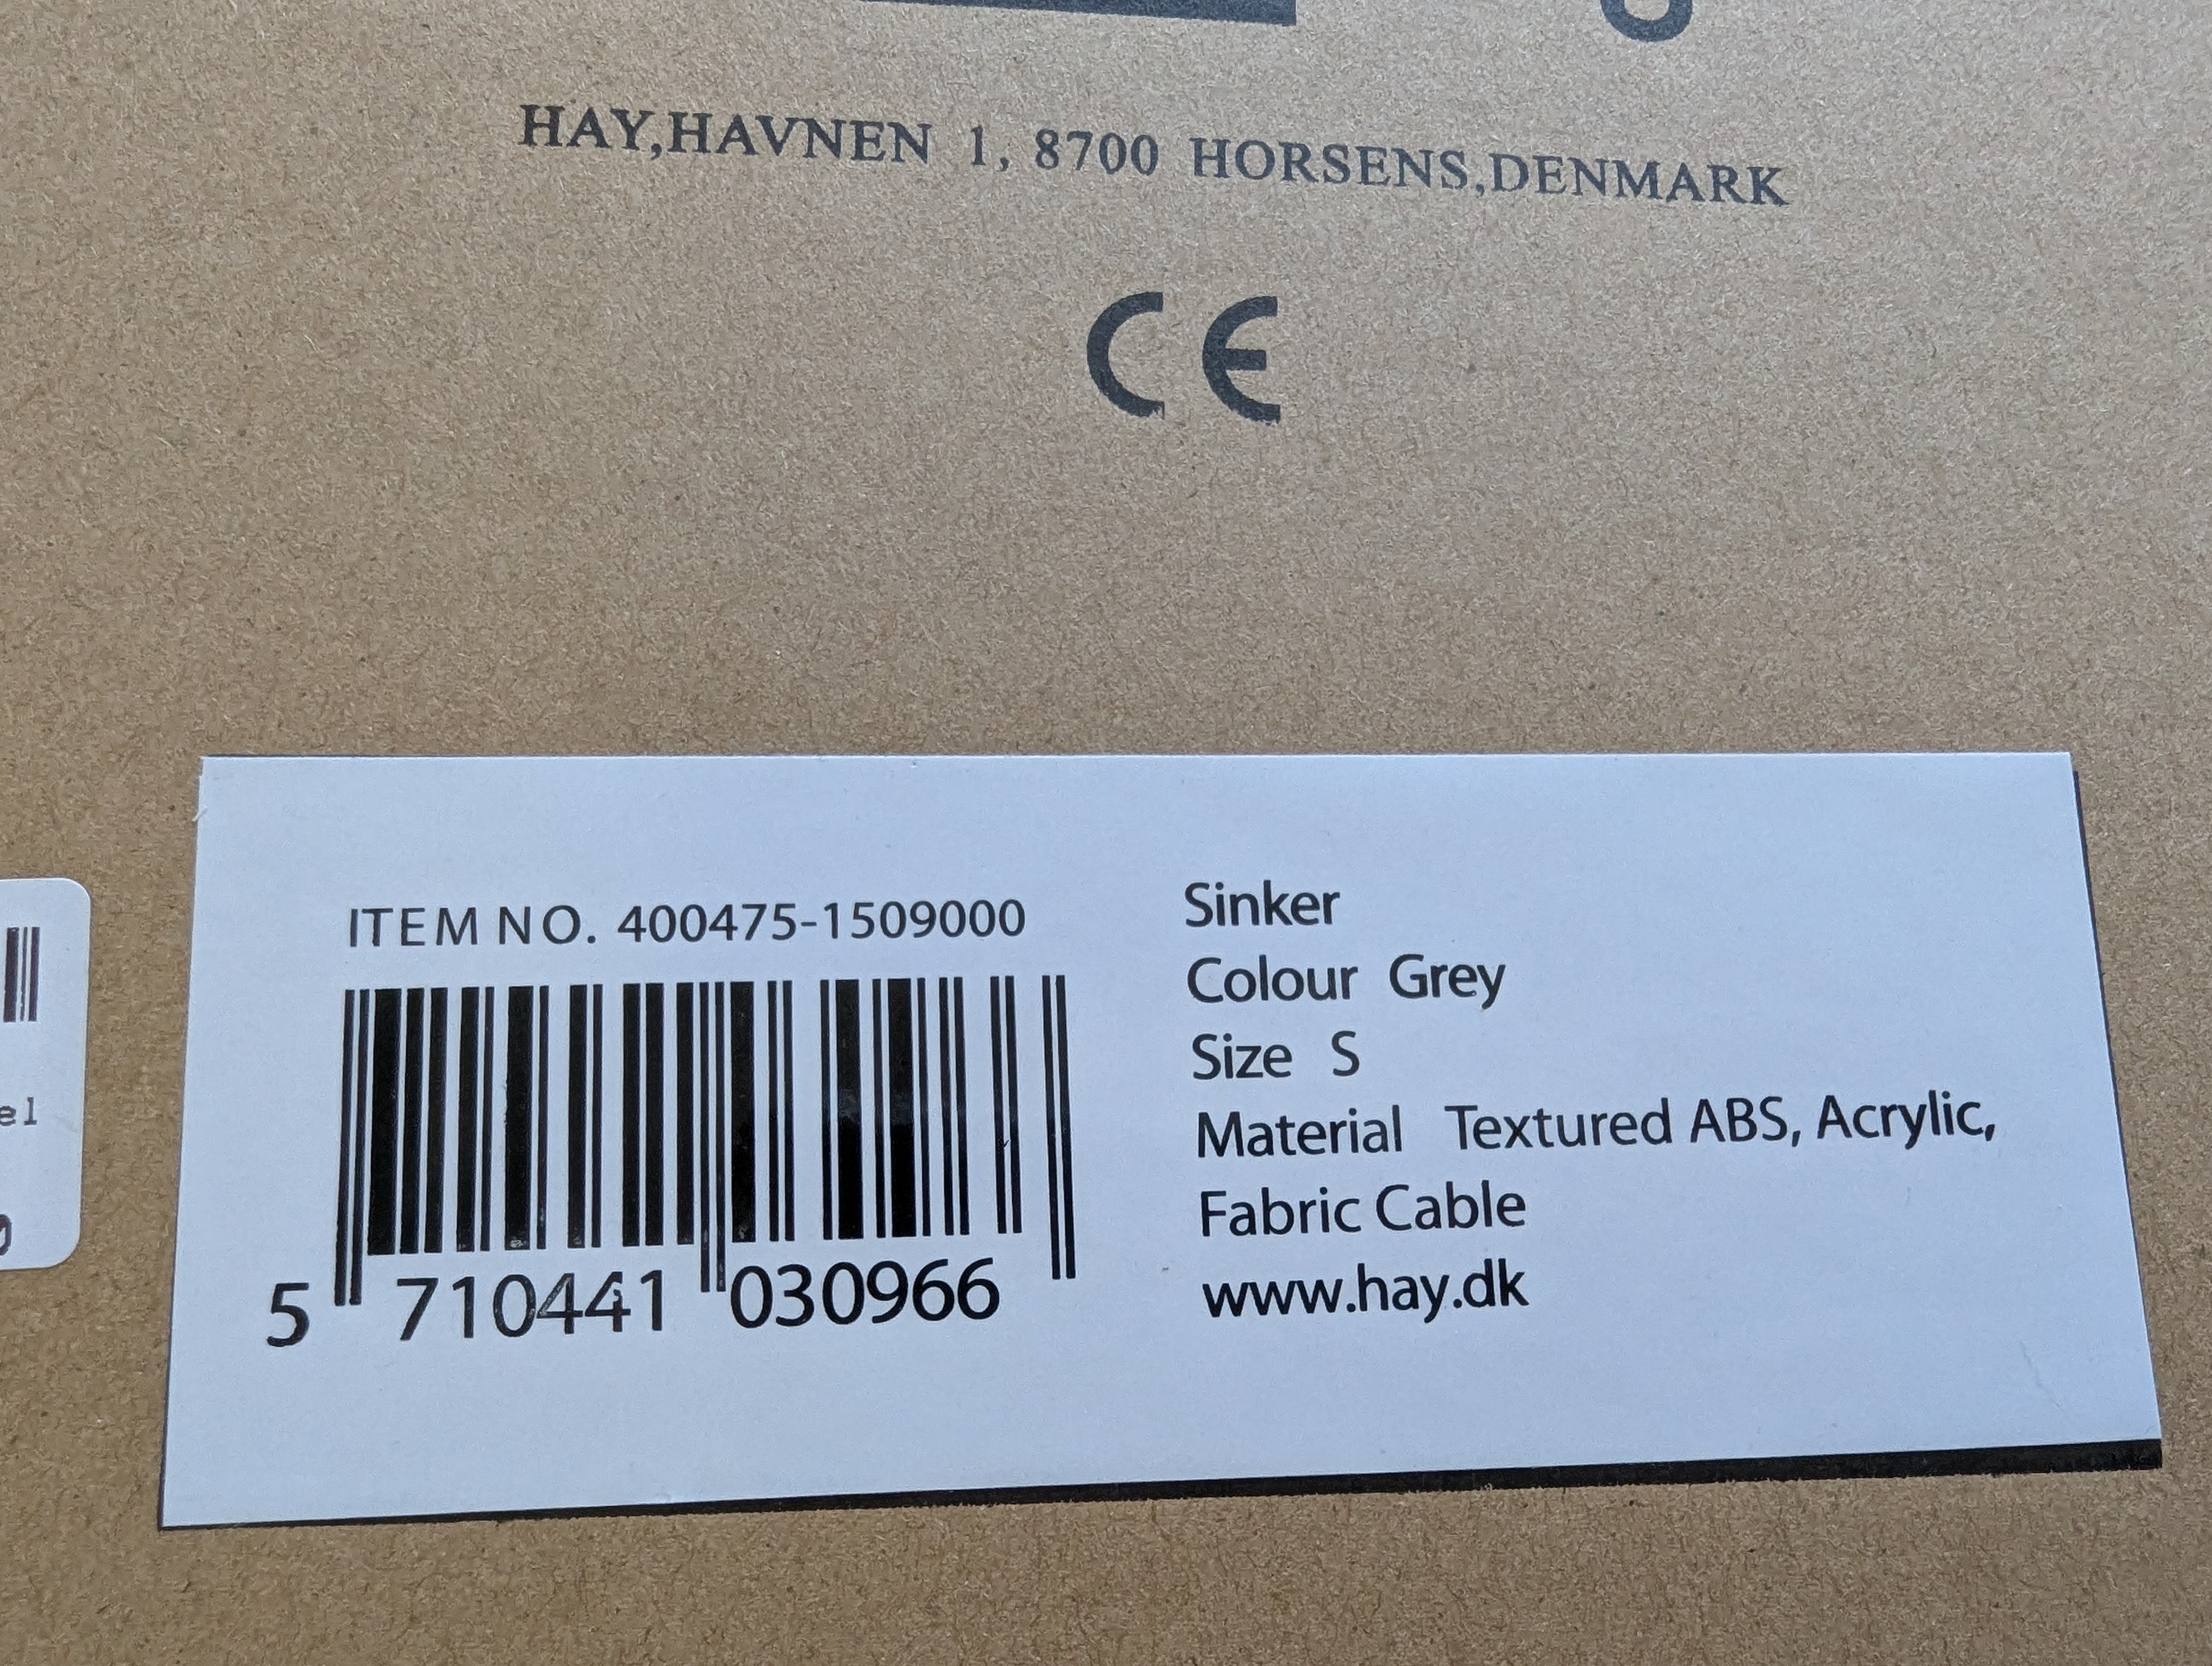 HAY,HAVNEN 1, 8700 HORSENS,DENMARK
CE
ITEM NO. 400475-1509000
5 710441 030966
Sinker
Colour Grey
Size S
Material Textured ABS, Acrylic,
Fabric Cable
www.hay.dk